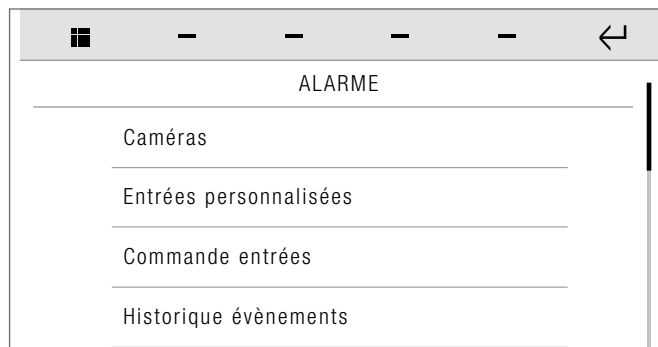 ALARME
Caméras
Entrées personnalisées
Commande entrées
Historique évènements